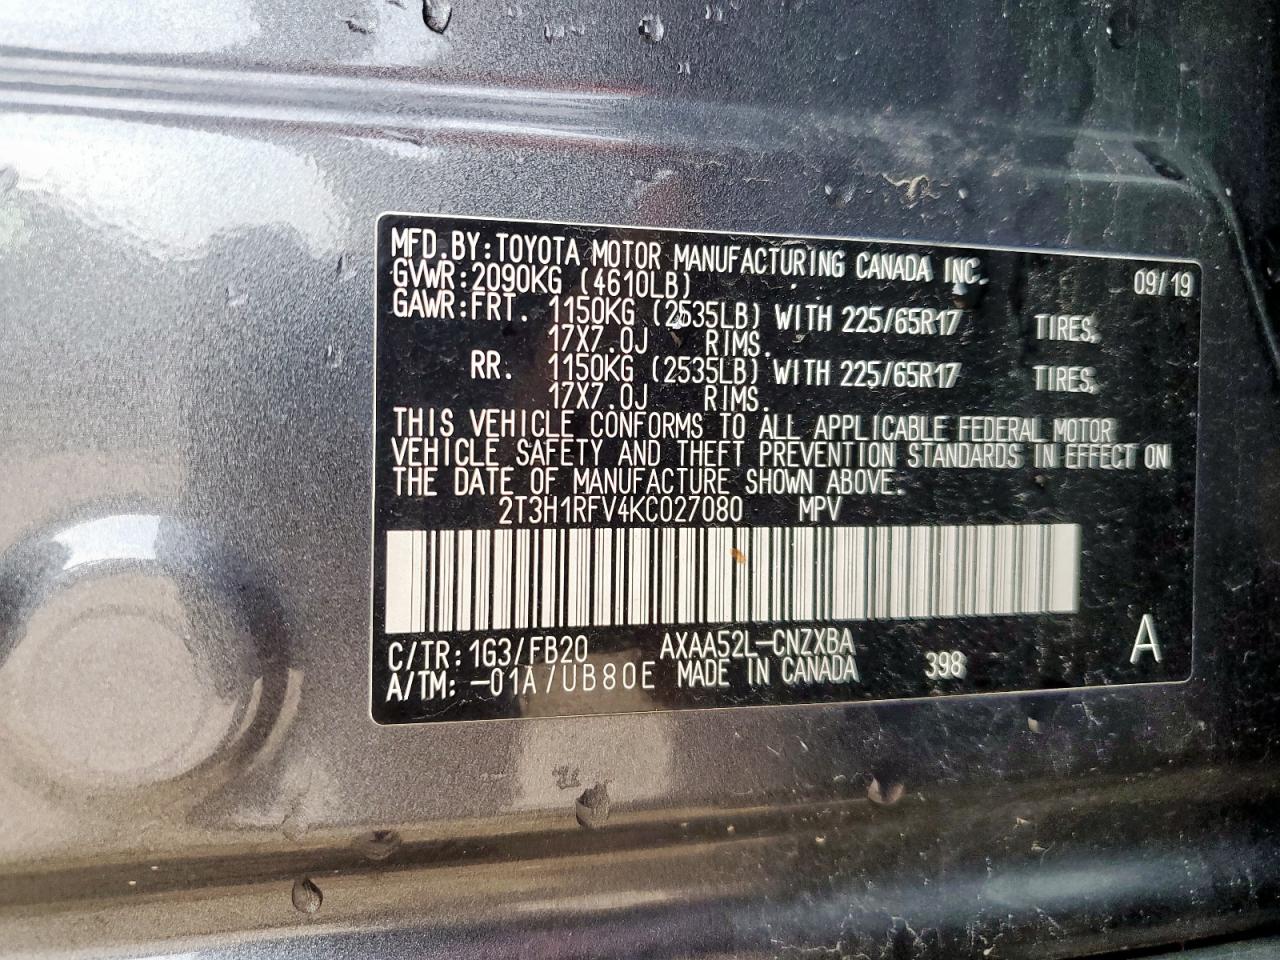 MFD.BY:TOYOTA MOTOR MANUFACTURING CANADA INC. 09/19
GVWR:2090KG (4610LB)
GAWR:FRT. 1150KG (2535LB) WITH 225/65R17 TIRES,
17X7.0J RIMS.
RR. 1150KG (2535LB) WITH 225/65R17 TIRES,
17X7.0J RIMS.
THIS VEHICLE CONFORMS TO ALL APPLICABLE FEDERAL MOTOR
VEHICLE SAFETY AND THEFT PREVENTION STANDARDS IN EFFECT ON
THE DATE OF MANUFACTURE SHOWN ABOVE.
2T3H1RFV4KC027080 MPV
C/TR:1G3/FB20 AXAA52L-CNZXBA A
A/TM:-01A/UB80E MADE IN CANADA 398